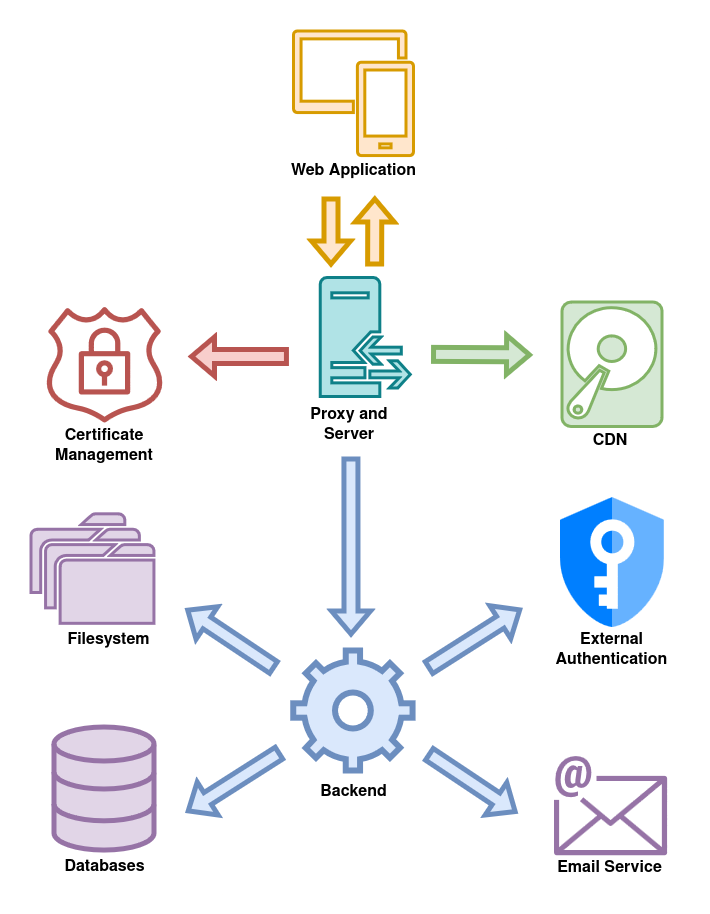 Web Application
Proxy and
Server
Certificate
Management
CDN
Filesystem
External
Authentication
Backend
Databases
@
Email Service